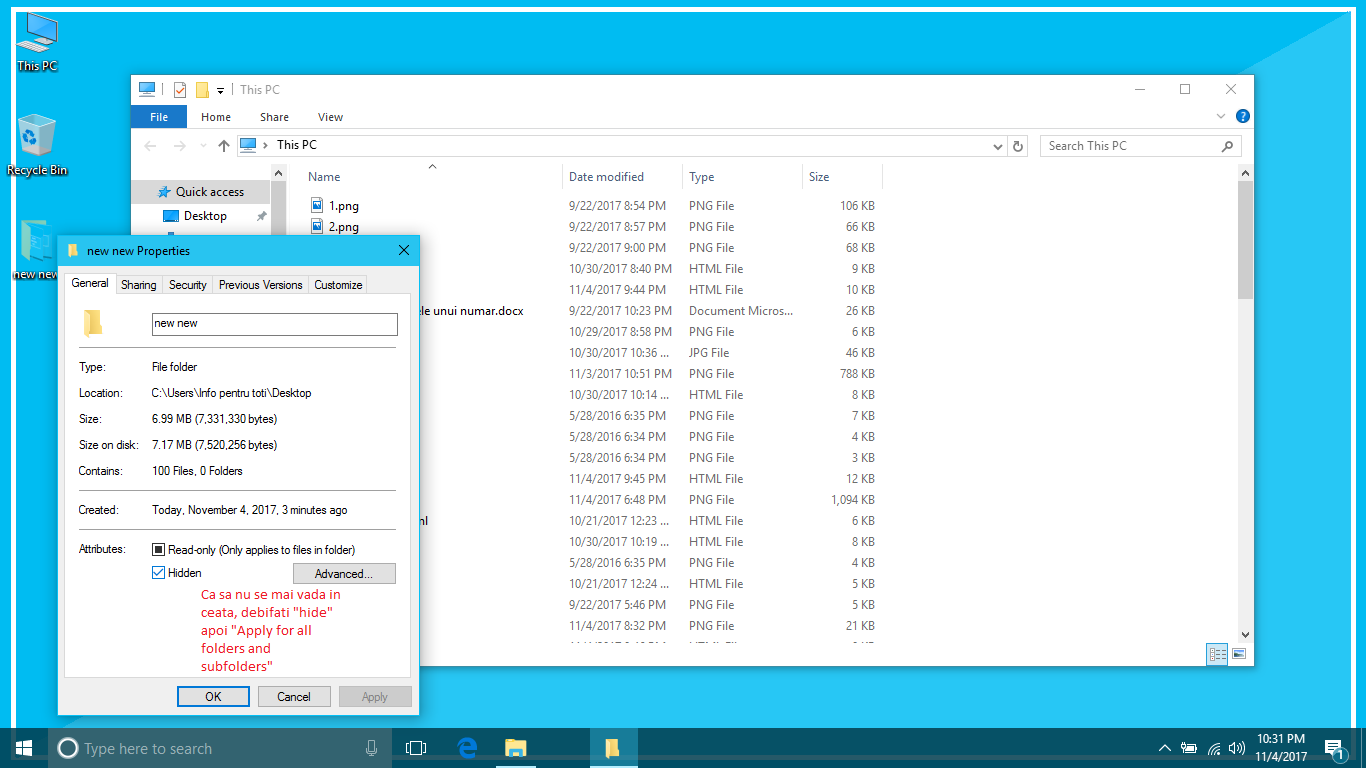 This PC
Recycle Bin
new new
This PC
File
Home
Share
View
?
This PC
Search This PC
Quick access
Desktop
Name
Date modified
Type
Size
1.png
9/22/2017 8:54 PM PNG File 106 KB
2.png
9/22/2017 8:57 PM PNG File 66 KB
9/22/2017 9:00 PM PNG File 68 KB
10/30/2017 8:40 PM HTML File 9 KB
11/4/2017 9:44 PM HTML File 10 KB
ele unui numar.docx 9/22/2017 10:23 PM Document Micros... 26 KB
10/29/2017 8:58 PM PNG File 6 KB
10/30/2017 10:36 ... JPG File 46 KB
11/3/2017 10:51 PM PNG File 788 KB
10/30/2017 10:14 ... HTML File 8 KB
5/28/2016 6:35 PM PNG File 7 KB
5/28/2016 6:34 PM PNG File 4 KB
5/28/2016 6:34 PM PNG File 3 KB
11/4/2017 9:45 PM HTML File 12 KB
11/4/2017 6:48 PM PNG File 1,094 KB
10/21/2017 12:23 ... HTML File 6 KB
10/30/2017 10:19 ... HTML File 8 KB
5/28/2016 6:35 PM PNG File 4 KB
10/21/2017 12:24 ... HTML File 5 KB
9/22/2017 5:46 PM PNG File 5 KB
11/4/2017 8:32 PM PNG File 21 KB
new new Properties
General
Sharing
Security
Previous Versions
Customize
new new
Type: File folder
Location: C:\Users\Info pentru toti\Desktop
Size: 6.99 MB (7,331,330 bytes)
Size on disk: 7.17 MB (7,520,256 bytes)
Contains: 100 Files, 0 Folders
Created: Today, November 4, 2017, 3 minutes ago
Attributes: Read-only (Only applies to files in folder)
Hidden
Advanced...
Ca sa nu se mai vada in
ceata, debifati "hide"
apoi "Apply for all
folders and
subfolders"
OK
Cancel
Apply
Type here to search
10:31 PM
11/4/2017
1